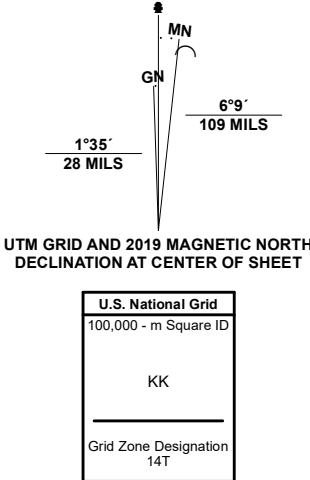 MN
GN
6°9´
109 MILS
1°35´
28 MILS
UTM GRID AND 2019 MAGNETIC NORTH
DECLINATION AT CENTER OF SHEET
U.S. National Grid
100,000 - m Square ID
KK
Grid Zone Designation
14T